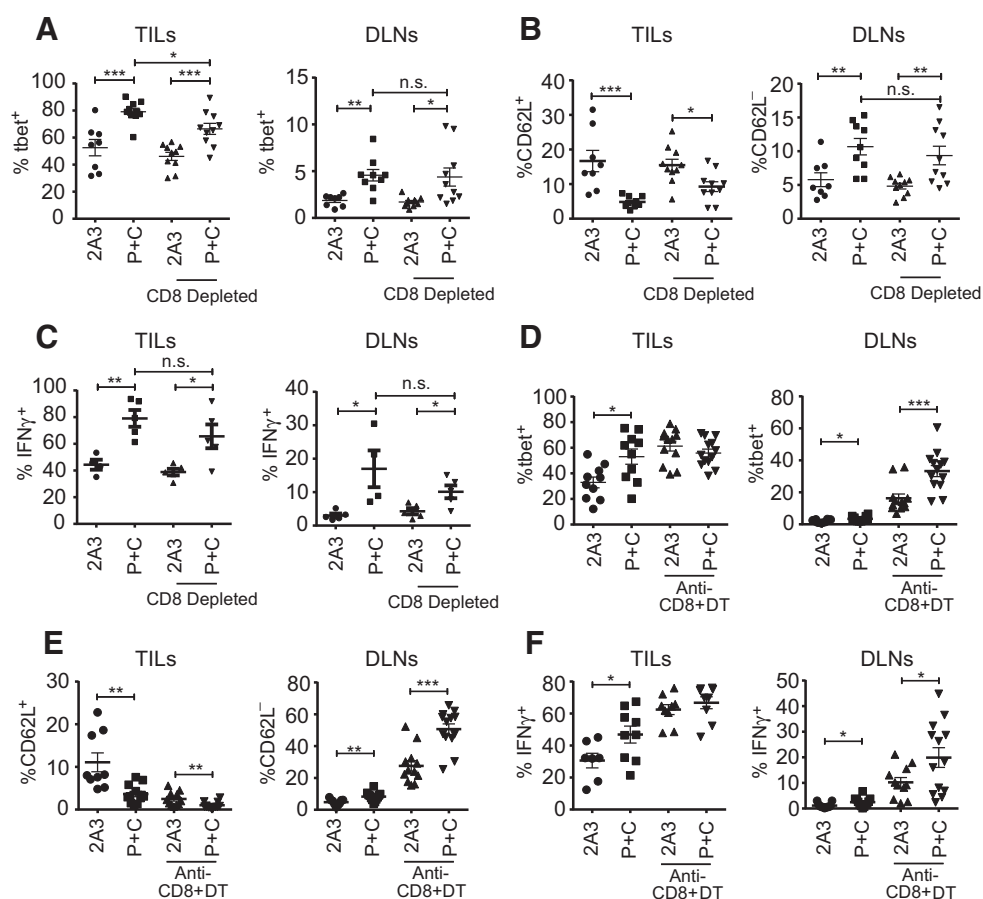 A
TILs
DLNs
% tbet⁺
100
80
60
40
20
0
*** * ***
2A3 P+C 2A3 P+C
CD8 Depleted
% tbet⁺
15
10
5
0
** n.s. *
2A3 P+C 2A3 P+C
CD8 Depleted
B
TILs
DLNs
%CD62L⁺
40
30
20
10
0
*** *
2A3 P+C 2A3 P+C
CD8 Depleted
%CD62L⁻
20
15
10
5
0
** n.s. **
2A3 P+C 2A3 P+C
CD8 Depleted
C
TILs
DLNs
% IFNγ⁺
100
80
60
40
20
0
** n.s. *
2A3 P+C 2A3 P+C
CD8 Depleted
% IFNγ⁺
40
30
20
10
0
* n.s. *
2A3 P+C 2A3 P+C
CD8 Depleted
D
TILs
DLNs
%tbet⁺
100
80
60
40
20
0
*
2A3 P+C 2A3 P+C
Anti-
CD8+DT
%tbet⁺
80
60
40
20
0
* ***
2A3 P+C 2A3 P+C
Anti-
CD8+DT
E
TILs
DLNs
%CD62L⁺
30
20
10
0
** **
2A3 P+C 2A3 P+C
Anti-
CD8+DT
%CD62L⁻
80
60
40
20
0
** ***
2A3 P+C 2A3 P+C
Anti-
CD8+DT
F
TILs
DLNs
% IFNγ⁺
80
60
40
20
0
*
2A3 P+C 2A3 P+C
Anti-
CD8+DT
% IFNγ⁺
50
40
30
20
10
0
* *
2A3 P+C 2A3 P+C
Anti-
CD8+DT